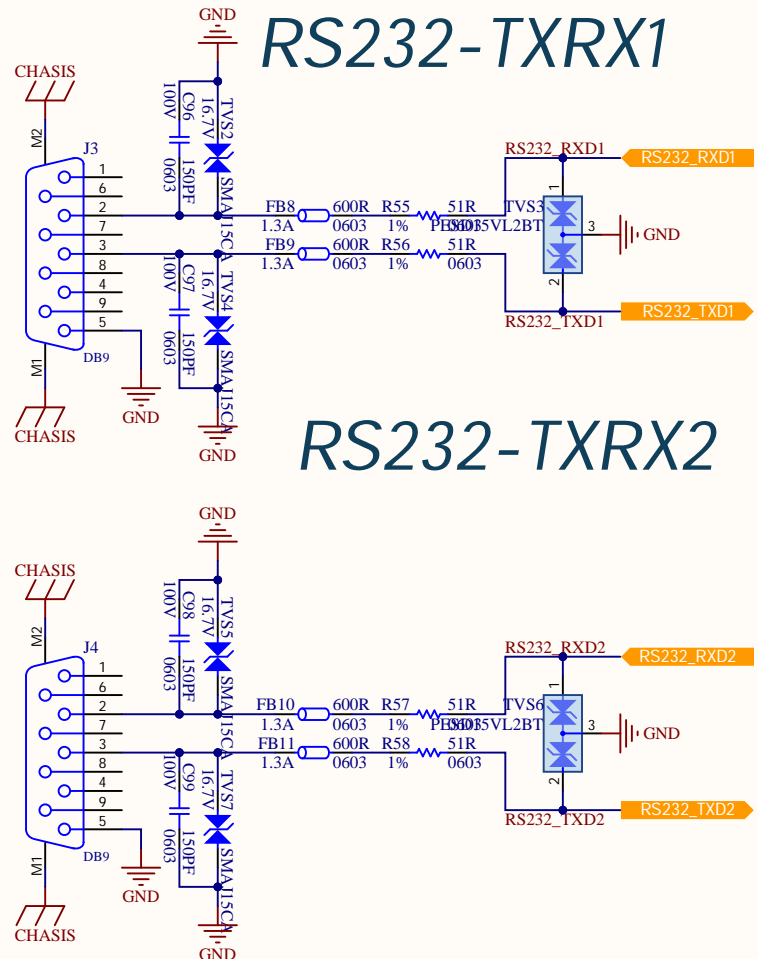 GND
RS232-TXRX1
CHASIS
M2
J3
1
6
2
7
3
8
4
9
5
DB9
M1
CHASIS
GND
C96
100V
150PF
0603
TVS2
16.7V
SMAJ15CA
C97
100V
150PF
0603
TVS4
16.7V
SMAJ15CA
GND
FB8 600R R55 51R
1.3A 0603 1%
FB9 600R R56 51R
1.3A 0603 1% 0603
RS232_RXD1
RS232_RXD1
TVS3
1
3
GND
2
RS232_TXD1
RS232_TXD1
RS232-TXRX2
GND
CHASIS
M2
J4
1
6
2
7
3
8
4
9
5
DB9
M1
CHASIS
GND
C98
100V
150PF
0603
TVS5
16.7V
SMAJ15CA
C99
100V
150PF
0603
TVS7
16.7V
SMAJ15CA
GND
FB10 600R R57 51R
1.3A 0603 1%
FB11 600R R58 51R
1.3A 0603 1% 0603
RS232_RXD2
RS232_RXD2
TVS6
1
3
GND
2
RS232_TXD2
RS232_TXD2